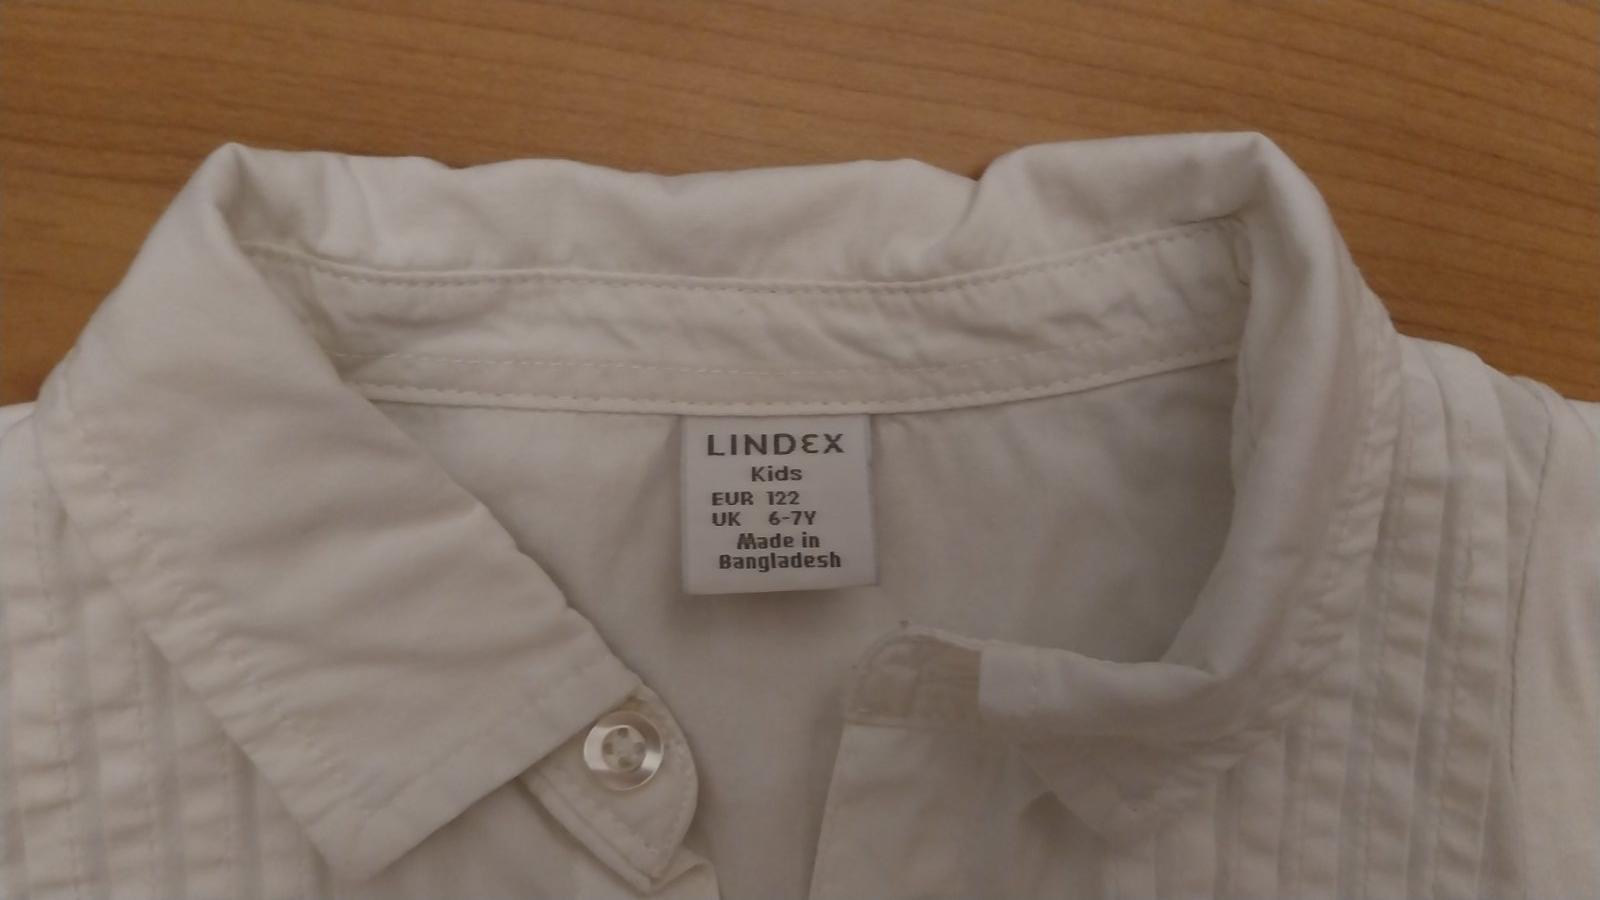 LINDEX
Kids
EUR 122
UK 6-7Y
Made in
Bangladesh